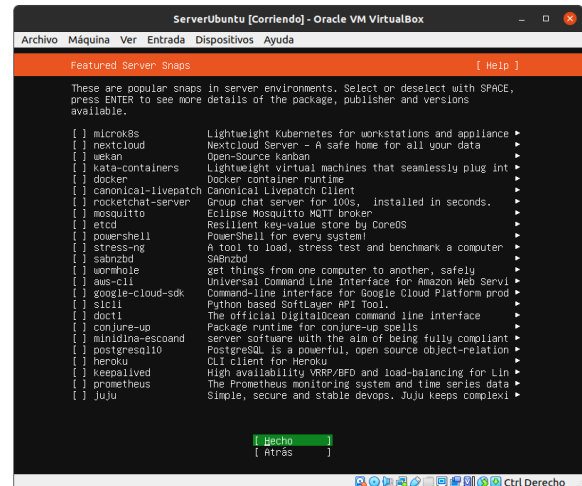 ServerUbuntu [Corriendo] - Oracle VM VirtualBox
Archivo Máquina Ver Entrada Dispositivos Ayuda
Featured Server Snaps [ Help ]
These are popular snaps in server environments. Select or deselect with SPACE,
press ENTER to see more details of the package, publisher and versions
available.
[ ] microk8s Lightweight Kubernetes for workstations and appliance ▸
[ ] nextcloud Nextcloud Server - A safe home for all your data ▸
[ ] wekan Open-Source kanban ▸
[ ] kata-containers Lightweight virtual machines that seamlessly plug int ▸
[ ] docker Docker container runtime ▸
[ ] canonical-livepatch Canonical Livepatch Client ▸
[ ] rocketchat-server Group chat server for 100s, installed in seconds. ▸
[ ] mosquitto Eclipse Mosquitto MQTT broker ▸
[ ] etcd Resilient key-value store by CoreOS ▸
[ ] powershell PowerShell for every system! ▸
[ ] stress-ng A tool to load, stress test and benchmark a computer ▸
[ ] sabnzbd SABnzbd ▸
[ ] wormhole get things from one computer to another, safely ▸
[ ] aws-cli Universal Command Line Interface for Amazon Web Servi ▸
[ ] google-cloud-sdk Command-line interface for Google Cloud Platform prod ▸
[ ] slcli Python based SoftLayer API Tool. ▸
[ ] doctl The official DigitalOcean command line interface ▸
[ ] conjure-up Package runtime for conjure-up spells ▸
[ ] minidlna-escoand server software with the aim of being fully compliant ▸
[ ] postgresql10 PostgreSQL is a powerful, open source object-relation ▸
[ ] heroku CLI client for Heroku ▸
[ ] keepalived High availability VRRP/BFD and load-balancing for Lin ▸
[ ] prometheus The Prometheus monitoring system and time series data ▸
[ ] juju Simple, secure and stable devops. Juju keeps complexi ▸
[ Hecho ]
[ Atrás ]
Ctrl Derecho